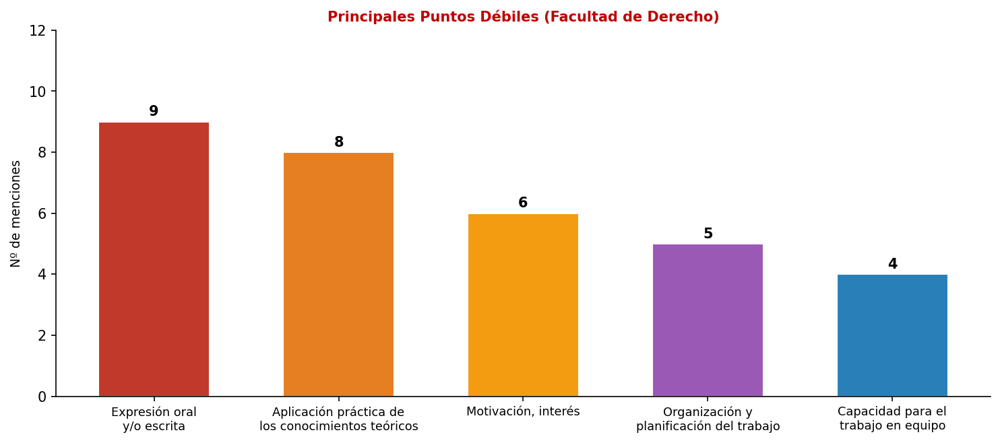 Principales Puntos Débiles (Facultad de Derecho)
Nº de menciones
12
10
8
6
4
2
0
9
8
6
5
4
Expresión oral
y/o escrita
Aplicación práctica de
los conocimientos teóricos
Motivación, interés
Organización y
planificación del trabajo
Capacidad para el
trabajo en equipo